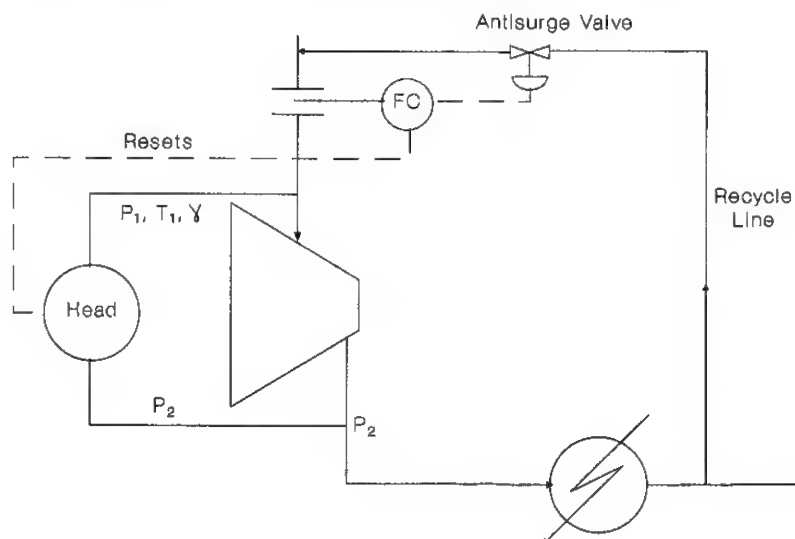 Antisurge Valve
FC
Resets
P₁, T₁, γ
Recycle
Line
Head
P₂
P₂